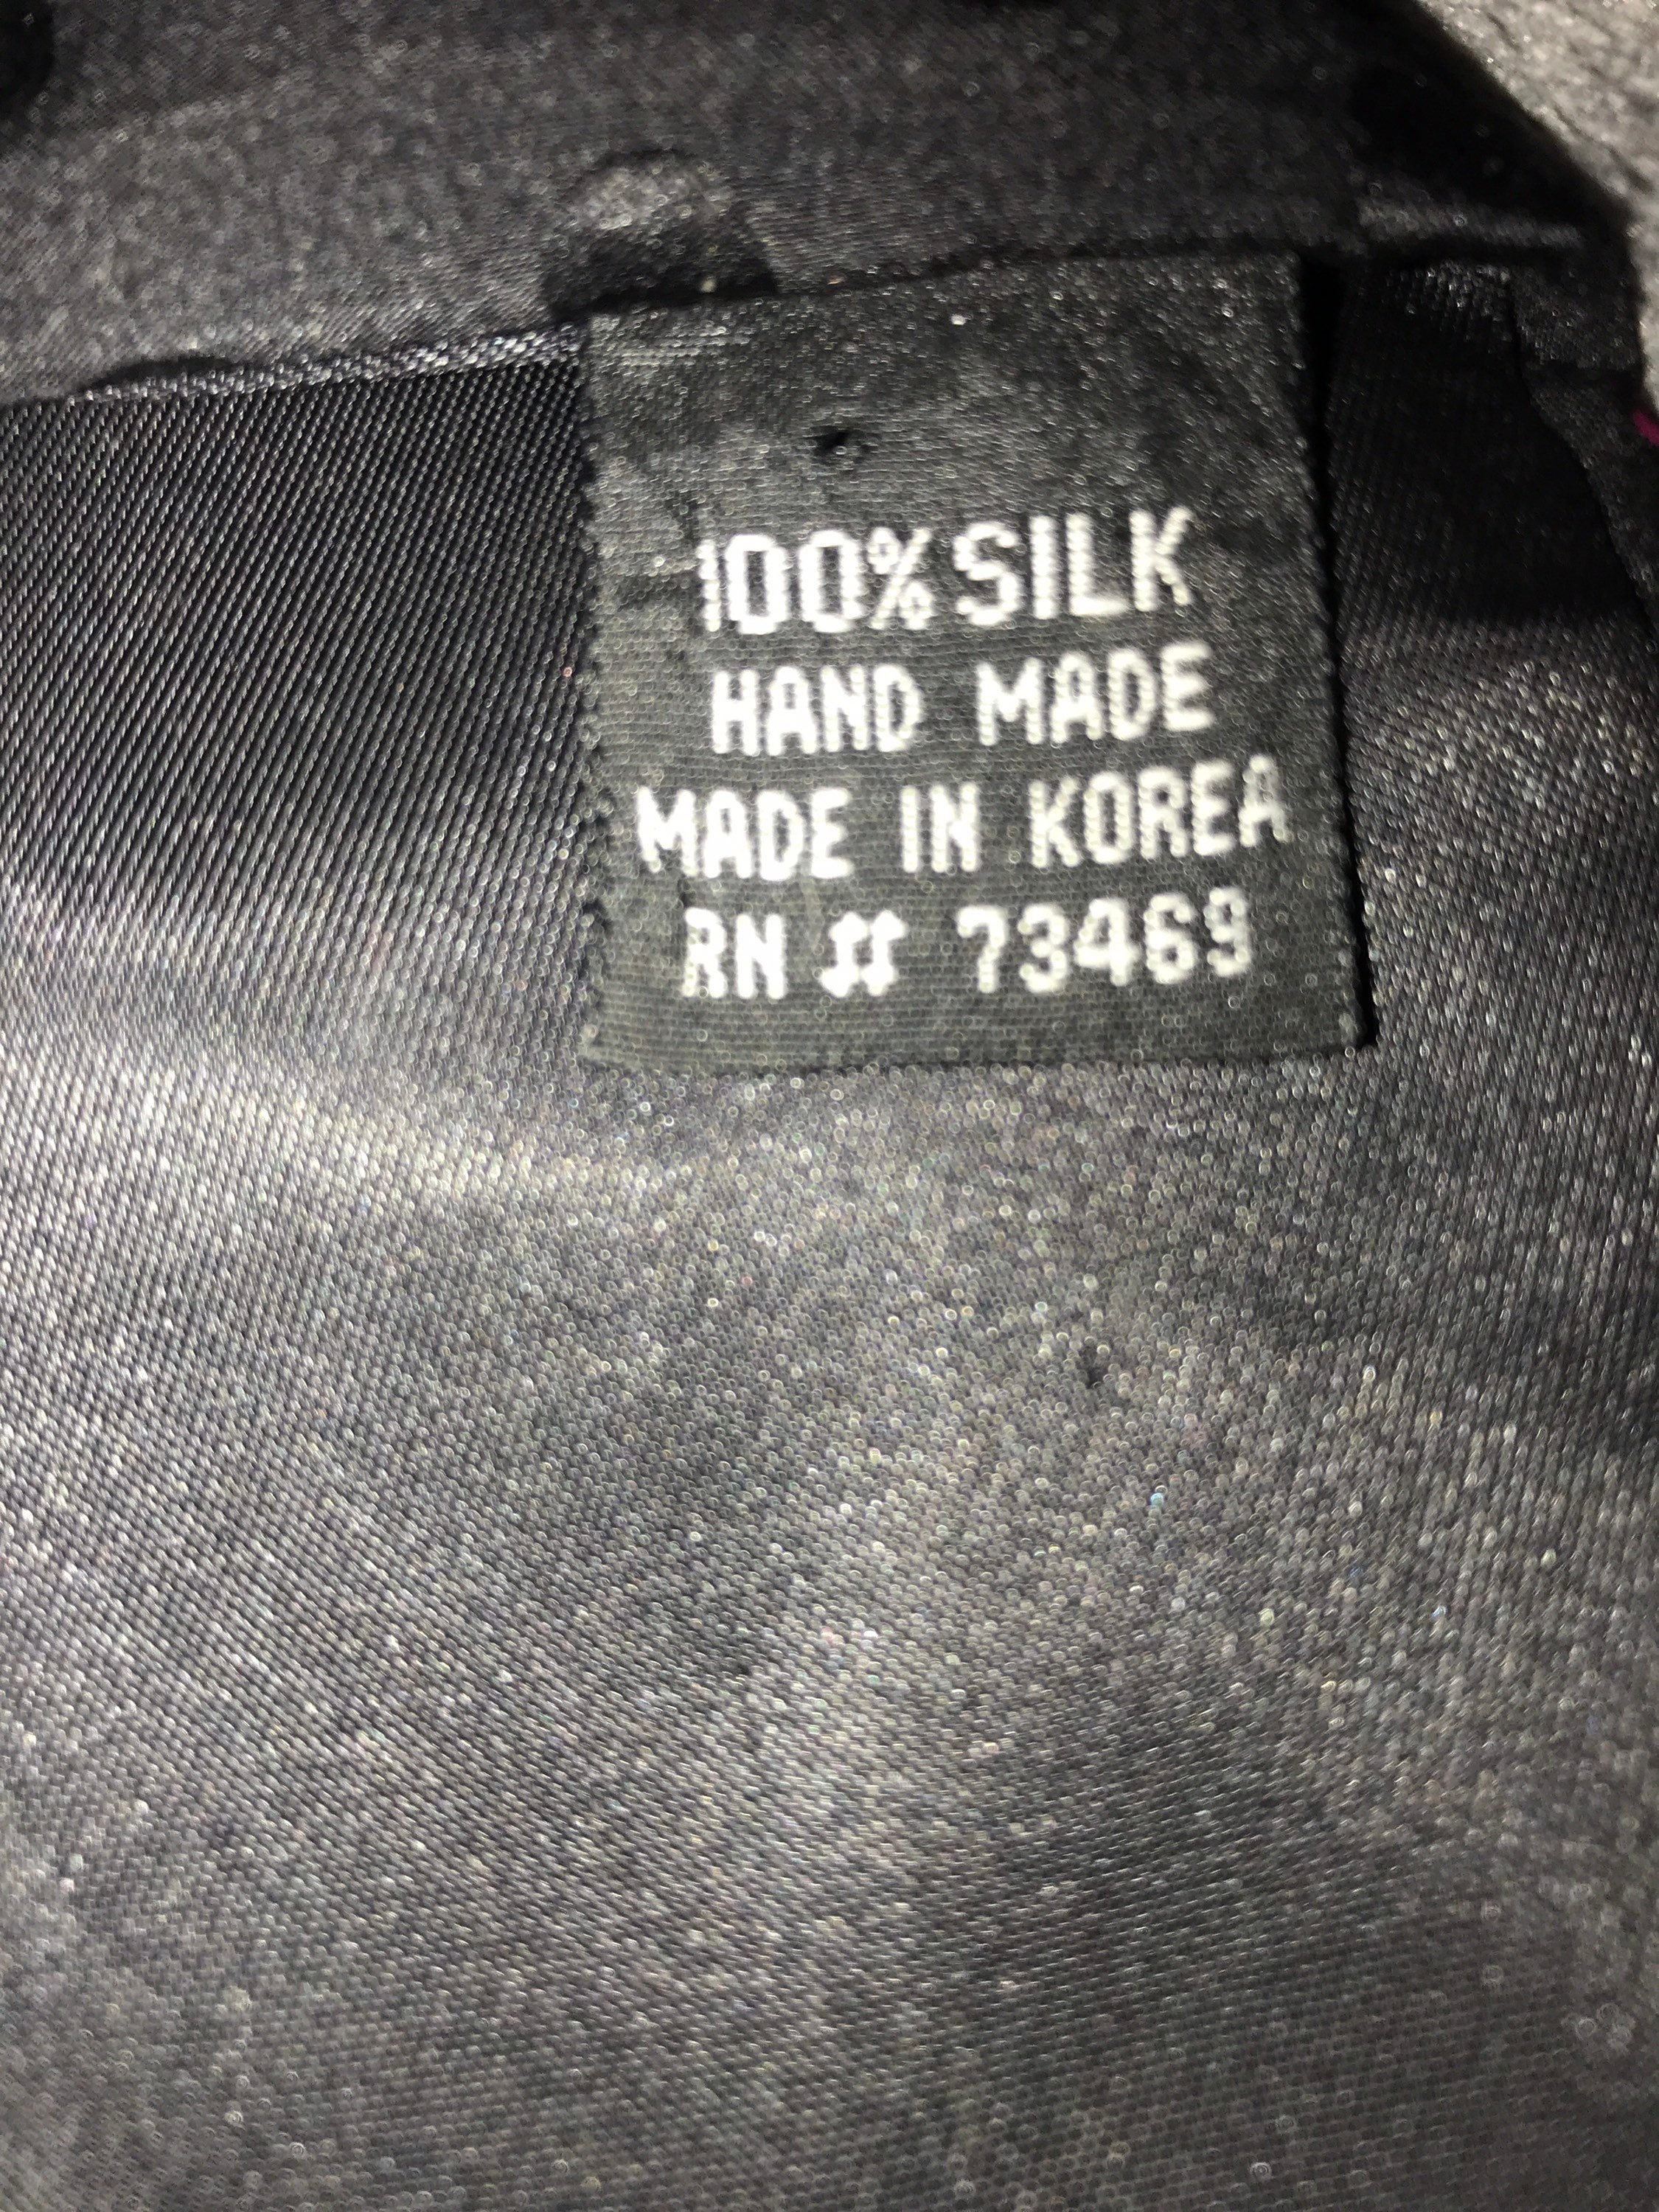 100% SILK
HAND MADE
MADE IN KOREA
RN # 73469